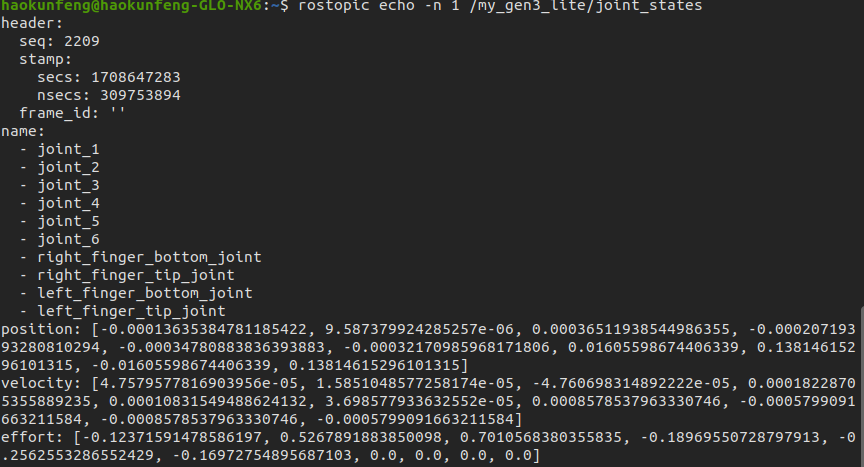 haokunfeng@haokunfeng-GLO-NX6:~$ rostopic echo -n 1 /my_gen3_lite/joint_states
header:
  seq: 2209
  stamp:
    secs: 1708647283
    nsecs: 309753894
  frame_id: ''
name:
  - joint_1
  - joint_2
  - joint_3
  - joint_4
  - joint_5
  - joint_6
  - right_finger_bottom_joint
  - right_finger_tip_joint
  - left_finger_bottom_joint
  - left_finger_tip_joint
position: [-0.00013635384781185422, 9.587379924285257e-06, 0.00036511938544986355, -0.000207193
93280810294, -0.00034780883836393883, -0.00032170985968171806, 0.01605598674406339, 0.138146152
96101315, -0.01605598674406339, 0.13814615296101315]
velocity: [4.7579577816903956e-05, 1.5851048577258174e-05, -4.760698314892222e-05, 0.0001822870
5355889235, 0.00010831549488624132, 3.698577933632552e-05, 0.0008578537963330746, -0.0005799091
663211584, -0.0008578537963330746, -0.0005799091663211584]
effort: [-0.12371591478586197, 0.5267891883850098, 0.7010568380355835, -0.18969550728797913, -0
.2562553286552429, -0.16972754895687103, 0.0, 0.0, 0.0, 0.0]